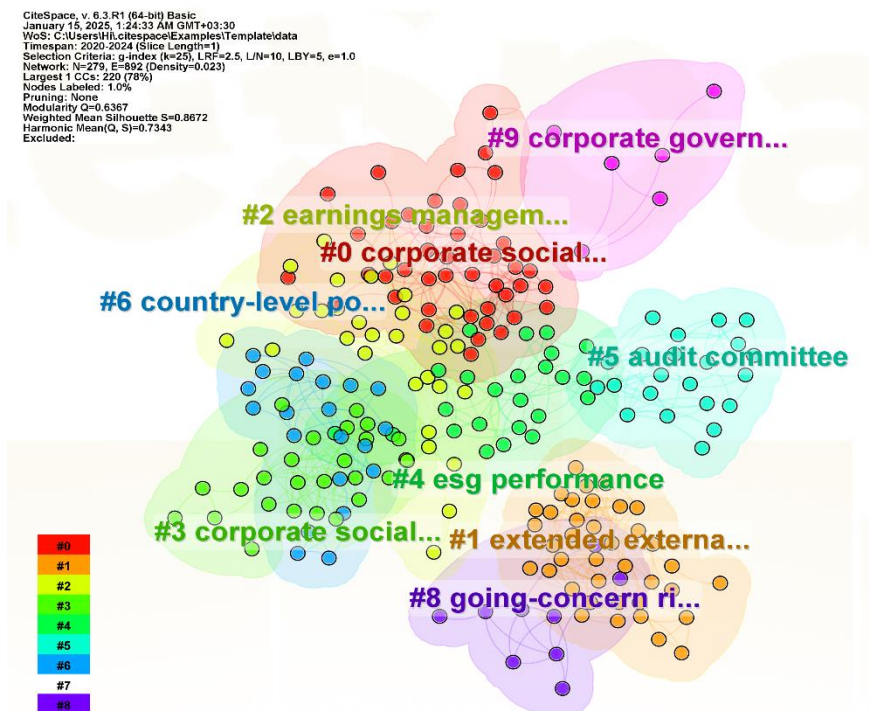 CiteSpace, v. 6.3.R1 (64-bit) Basic
January 15, 2025, 1:24:33 AM GMT+03:30
WoS: C:\Users\Hi\.citespace\Examples\Template\data
Timespan: 2020-2024 (Slice Length=1)
Selection Criteria: g-index (k=25), LRF=2.5, L/N=10, LBY=5, e=1.0
Network: N=279, E=892 (Density=0.023)
Largest 1 CCs: 220 (78%)
Nodes Labeled: 1.0%
Pruning: None
Modularity Q=0.6367
Weighted Mean Silhouette S=0.8672
Harmonic Mean(Q, S)=0.7343
Excluded:
#9 corporate govern...
#2 earnings managem...
#0 corporate social...
#6 country-level po...
#5 audit committee
#4 esg performance
#3 corporate social...
#1 extended externa...
#8 going-concern ri...
#0
#1
#2
#3
#4
#5
#6
#7
#8